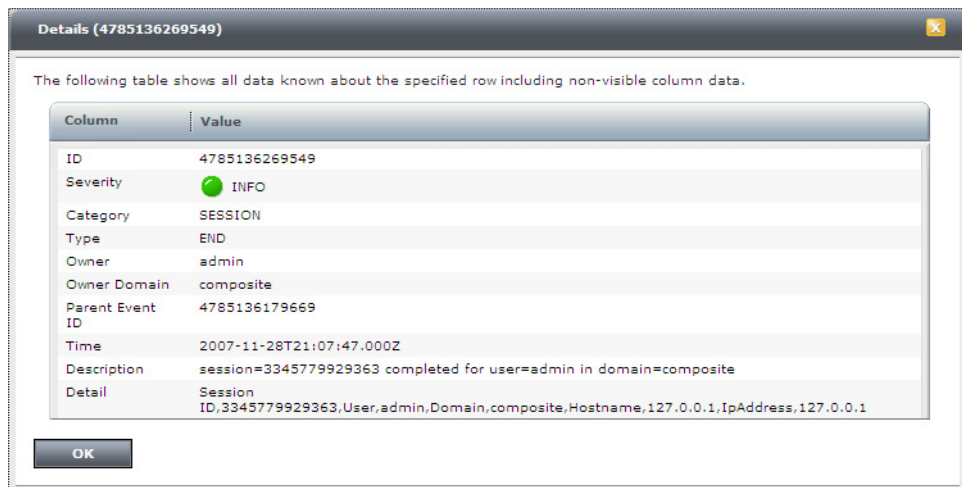 Details (4785136269549)
The following table shows all data known about the specified row including non-visible column data.
Column Value
ID 4785136269549
Severity INFO
Category SESSION
Type END
Owner admin
Owner Domain composite
Parent Event 4785136179669
ID
Time 2007-11-28T21:07:47.000Z
Description session=3345779929363 completed for user=admin in domain=composite
Detail Session
ID,3345779929363,User,admin,Domain,composite,Hostname,127.0.0.1,IpAddress,127.0.0.1
OK